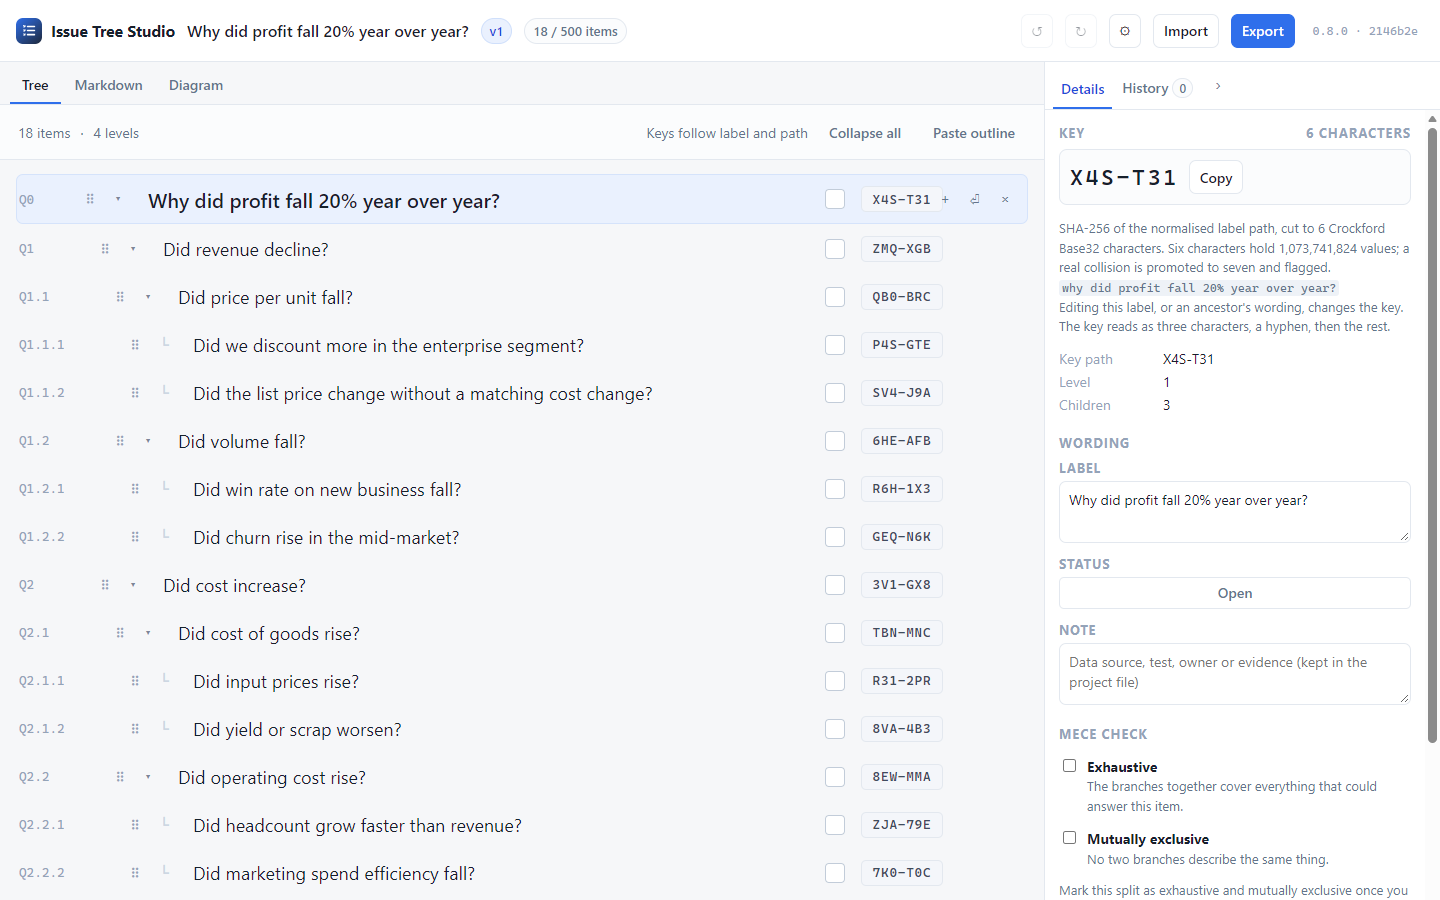 Issue Tree Studio Why did profit fall 20% year over year? v1 18 / 500 items Import Export 0.8.0 · 2146b2e
Tree Markdown Diagram
18 items · 4 levels Keys follow label and path Collapse all Paste outline
Q0 Why did profit fall 20% year over year? X4S-T31
Q1 Did revenue decline? ZMQ-XGB
Q1.1 Did price per unit fall? QB0-BRC
Q1.1.1 Did we discount more in the enterprise segment? P4S-GTE
Q1.1.2 Did the list price change without a matching cost change? SV4-J9A
Q1.2 Did volume fall? 6HE-AFB
Q1.2.1 Did win rate on new business fall? R6H-1X3
Q1.2.2 Did churn rise in the mid-market? GEQ-N6K
Q2 Did cost increase? 3V1-GX8
Q2.1 Did cost of goods rise? TBN-MNC
Q2.1.1 Did input prices rise? R31-2PR
Q2.1.2 Did yield or scrap worsen? 8VA-4B3
Q2.2 Did operating cost rise? 8EW-MMA
Q2.2.1 Did headcount grow faster than revenue? ZJA-79E
Q2.2.2 Did marketing spend efficiency fall? 7K0-T0C
Details History 0
KEY 6 CHARACTERS
X4S-T31 Copy
SHA-256 of the normalised label path, cut to 6 Crockford
Base32 characters. Six characters hold 1,073,741,824 values; a
real collision is promoted to seven and flagged.
why did profit fall 20% year over year?
Editing this label, or an ancestor's wording, changes the key.
The key reads as three characters, a hyphen, then the rest.
Key path X4S-T31
Level 1
Children 3
WORDING
LABEL
Why did profit fall 20% year over year?
STATUS
Open
NOTE
Data source, test, owner or evidence (kept in the
project file)
MECE CHECK
Exhaustive
The branches together cover everything that could
answer this item.
Mutually exclusive
No two branches describe the same thing.
Mark this split as exhaustive and mutually exclusive once you